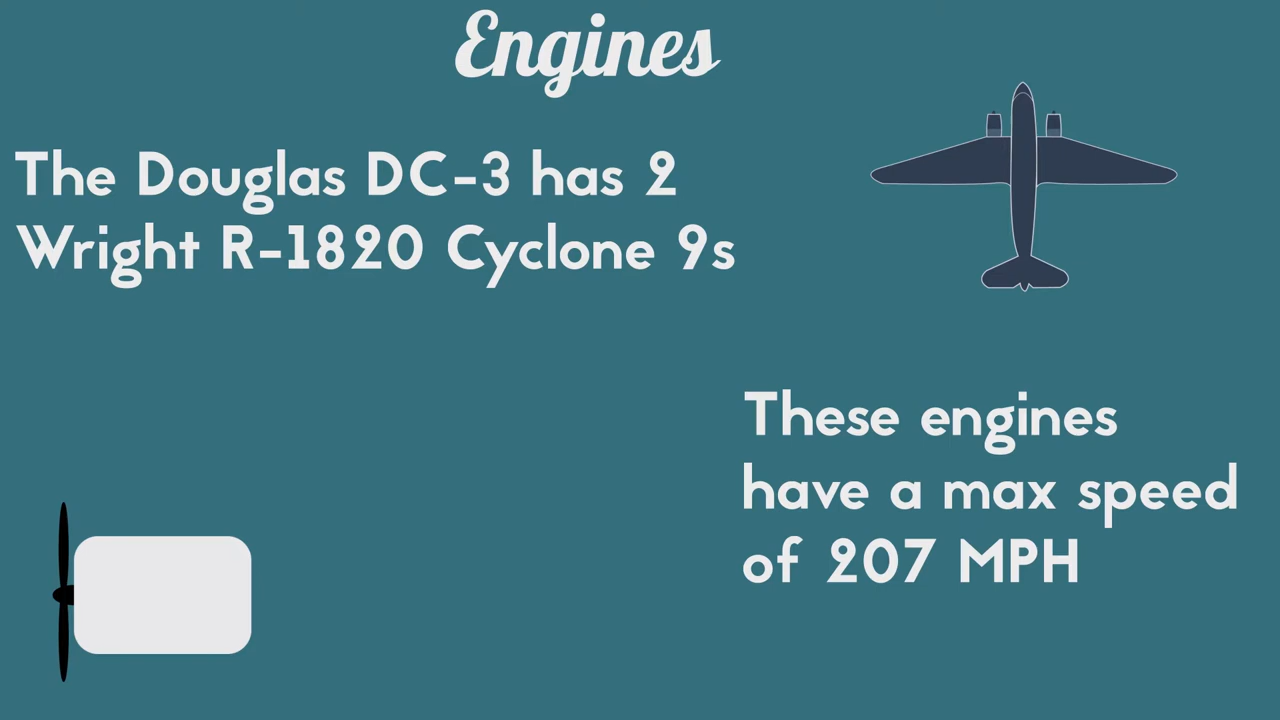 Engines
The Douglas DC-3 has 2
Wright R-1820 Cyclone 9s
These engines
have a max speed
of 207 MPH